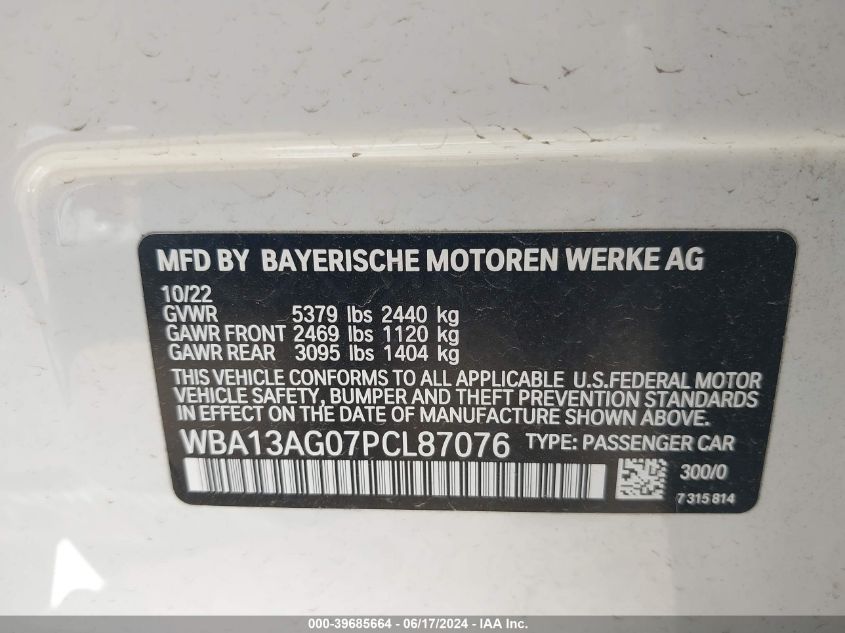 MFD BY BAYERISCHE MOTOREN WERKE AG
10/22
GVWR 5379 lbs 2440 kg
GAWR FRONT 2469 lbs 1120 kg
GAWR REAR 3095 lbs 1404 kg
THIS VEHICLE CONFORMS TO ALL APPLICABLE U.S.FEDERAL MOTOR
VEHICLE SAFETY, BUMPER AND THEFT PREVENTION STANDARDS
IN EFFECT ON THE DATE OF MANUFACTURE SHOWN ABOVE.
WBA13AG07PCL87076 TYPE: PASSENGER CAR
300/0
7 315 814
000-39685664 - 06/17/2024 - IAA Inc.